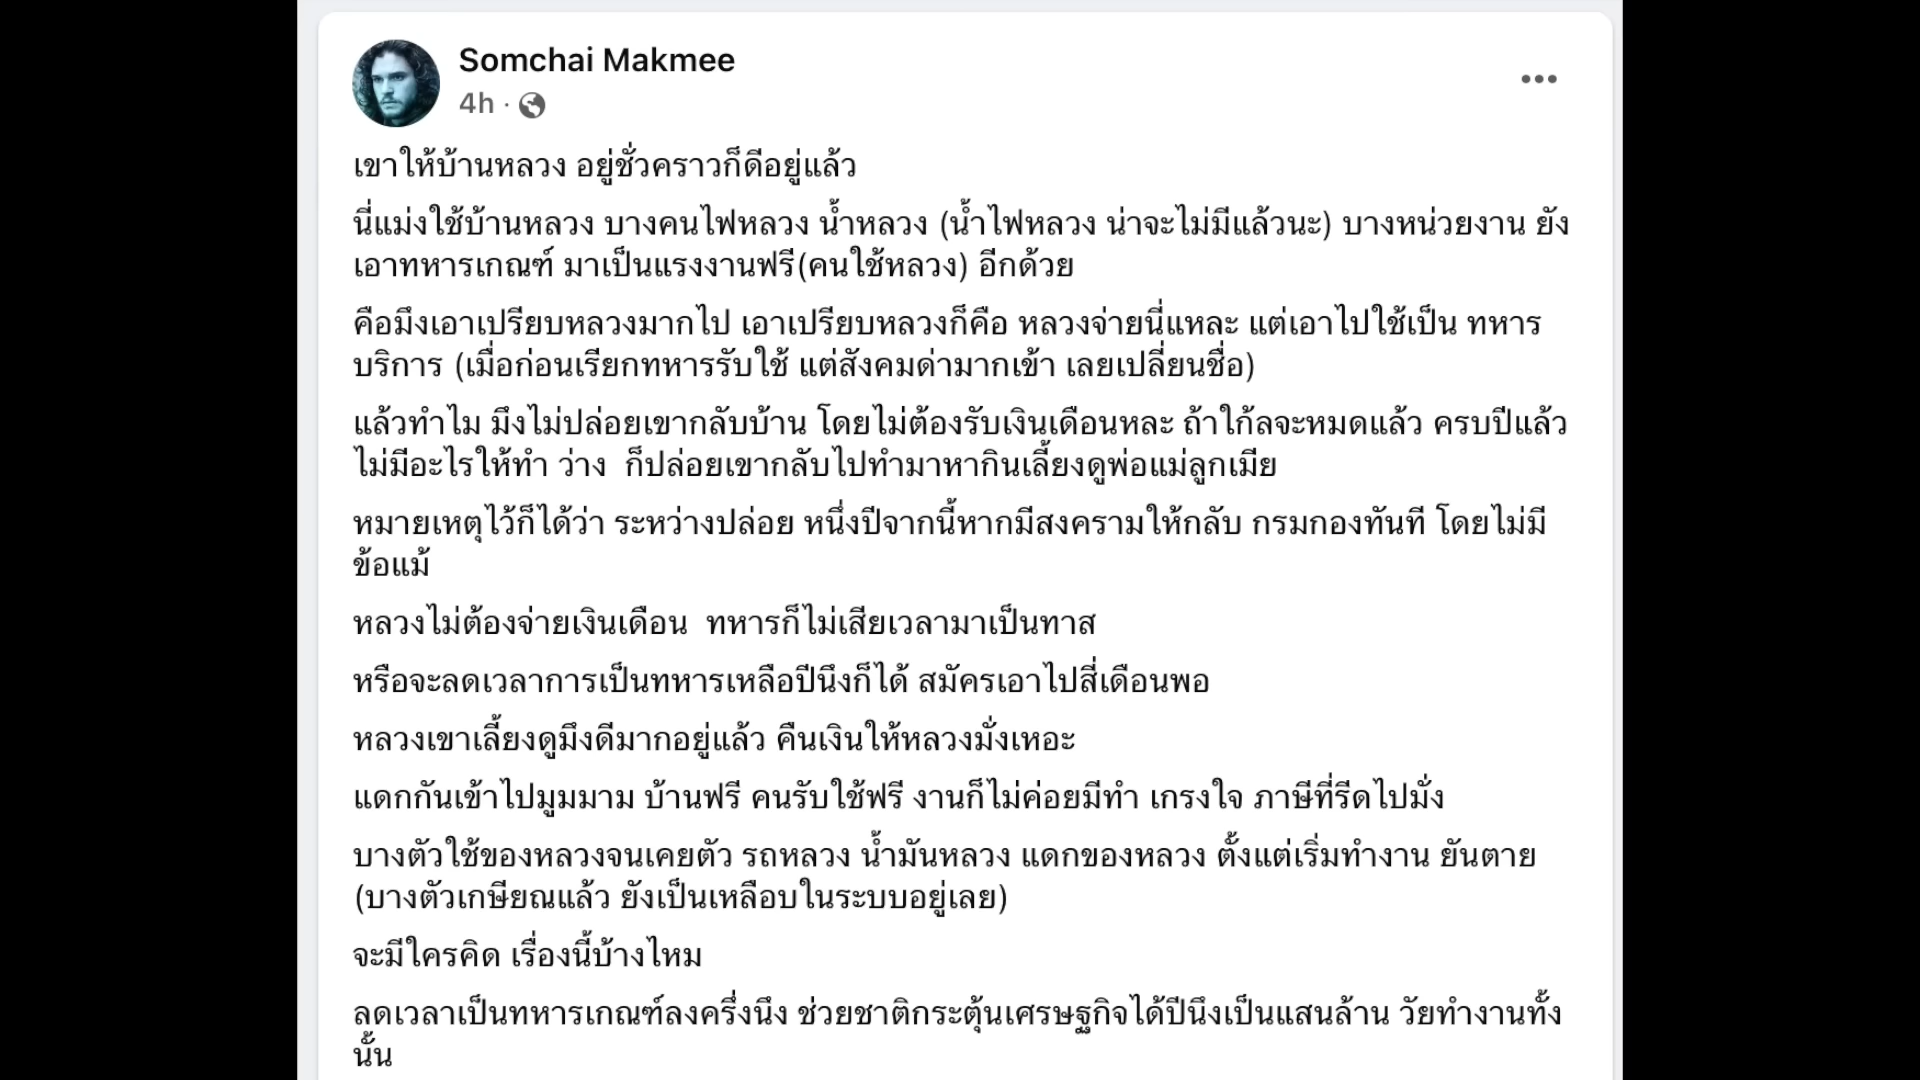 Somchai Makmee
4h ·
เขาให้บ้านหลวง อยู่ชั่วคราวก็ดีอยู่แล้ว
นี่แม่งใช้บ้านหลวง บางคนไฟหลวง น้ำหลวง (น้ำไฟหลวง น่าจะไม่มีแล้วนะ) บางหน่วยงาน ยัง
เอาทหารเกณฑ์ มาเป็นแรงงานฟรี(คนใช้หลวง) อีกด้วย
คือมึงเอาเปรียบหลวงมากไป เอาเปรียบหลวงก็คือ หลวงจ่ายนี่แหละ แต่เอาไปใช้เป็น ทหาร
บริการ (เมื่อก่อนเรียกทหารรับใช้ แต่สังคมด่ามากเข้า เลยเปลี่ยนชื่อ)
แล้วทำไม มึงไม่ปล่อยเขากลับบ้าน โดยไม่ต้องรับเงินเดือนหละ ถ้าใก้ลจะหมดแล้ว ครบปีแล้ว
ไม่มีอะไรให้ทำ ว่าง  ก็ปล่อยเขากลับไปทำมาหากินเลี้ยงดูพ่อแม่ลูกเมีย
หมายเหตุไว้ก็ได้ว่า ระหว่างปล่อย หนึ่งปีจากนี้หากมีสงครามให้กลับ กรมกองทันที โดยไม่มี
ข้อแม้
หลวงไม่ต้องจ่ายเงินเดือน  ทหารก็ไม่เสียเวลามาเป็นทาส
หรือจะลดเวลาการเป็นทหารเหลือปีนึงก็ได้ สมัครเอาไปสี่เดือนพอ
หลวงเขาเลี้ยงดูมึงดีมากอยู่แล้ว คืนเงินให้หลวงมั่งเหอะ
แดกกันเข้าไปมูมมาม บ้านฟรี คนรับใช้ฟรี งานก็ไม่ค่อยมีทำ เกรงใจ ภาษีที่รีดไปมั่ง
บางตัวใช้ของหลวงจนเคยตัว รถหลวง น้ำมันหลวง แดกของหลวง ตั้งแต่เริ่มทำงาน ยันตาย
(บางตัวเกษียณแล้ว ยังเป็นเหลือบในระบบอยู่เลย)
จะมีใครคิด เรื่องนี้บ้างไหม
ลดเวลาเป็นทหารเกณฑ์ลงครึ่งนึง ช่วยชาติกระตุ้นเศรษฐกิจได้ปีนึงเป็นแสนล้าน วัยทำงานทั้ง
นั้น